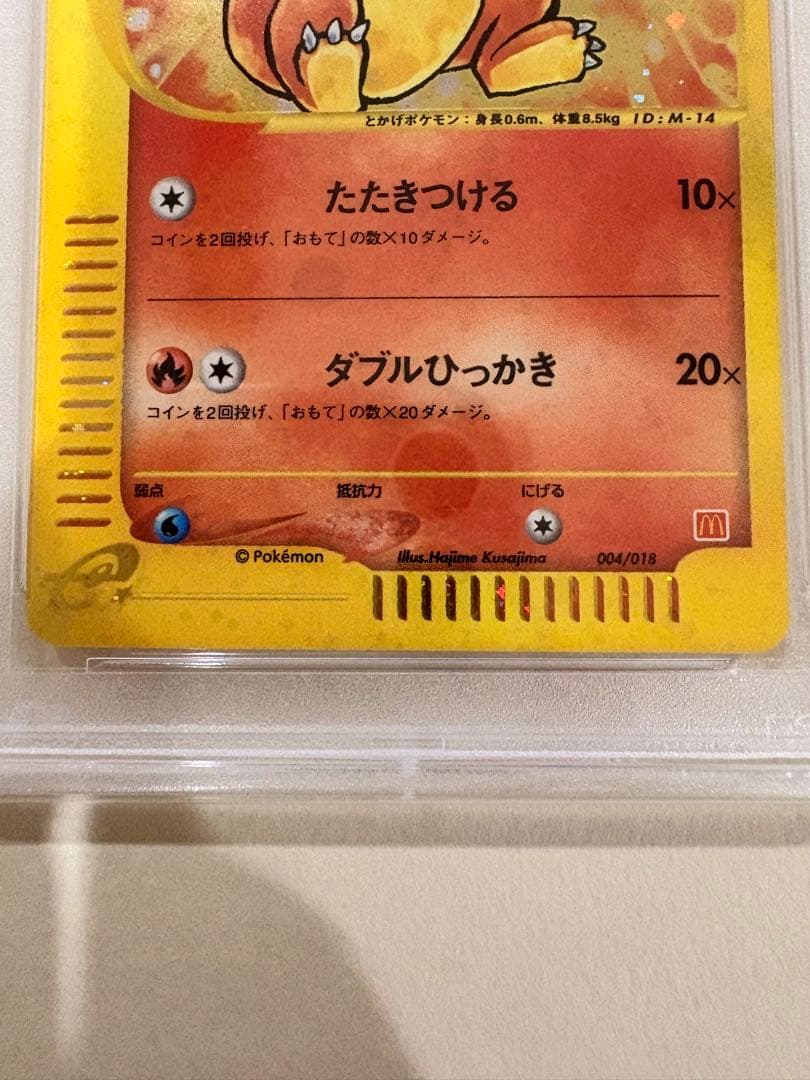 とかげポケモン：身長0.6m、体重8.5kg ID:M-14
たたきつける 10×
コインを2回投げ、「おもて」の数×10ダメージ。
ダブルひっかき 20×
コインを2回投げ、「おもて」の数×20ダメージ。
弱点 抵抗力 にげる
© Pokémon Illus.Hajime Kusajima 004/018